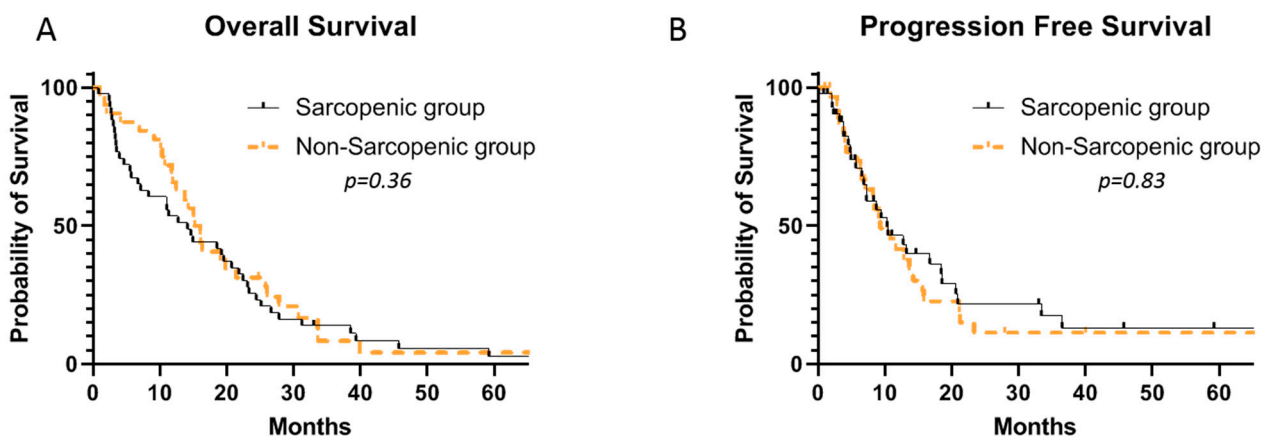 A
Overall Survival
Probability of Survival
100
50
0
Sarcopenic group
Non-Sarcopenic group
p=0.36
0 10 20 30 40 50 60
Months
B
Progression Free Survival
Probability of Survival
100
50
0
Sarcopenic group
Non-Sarcopenic group
p=0.83
0 10 20 30 40 50 60
Months